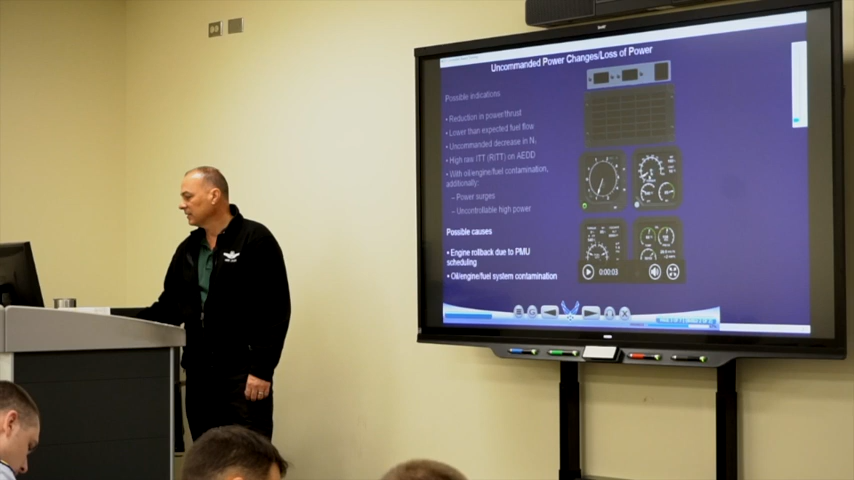 Uncommanded Power Changes/Loss of Power
Possible indications
• Reduction in power/thrust
• Lower than expected fuel flow
• Uncommanded decrease in N₁
• High raw ITT (RITT) on AEDD
• With oil/engine/fuel contamination,
additionally:
– Power surges
– Uncontrollable high power
Possible causes
• Engine rollback due to PMU
scheduling
• Oil/engine/fuel system contamination
0:00:03